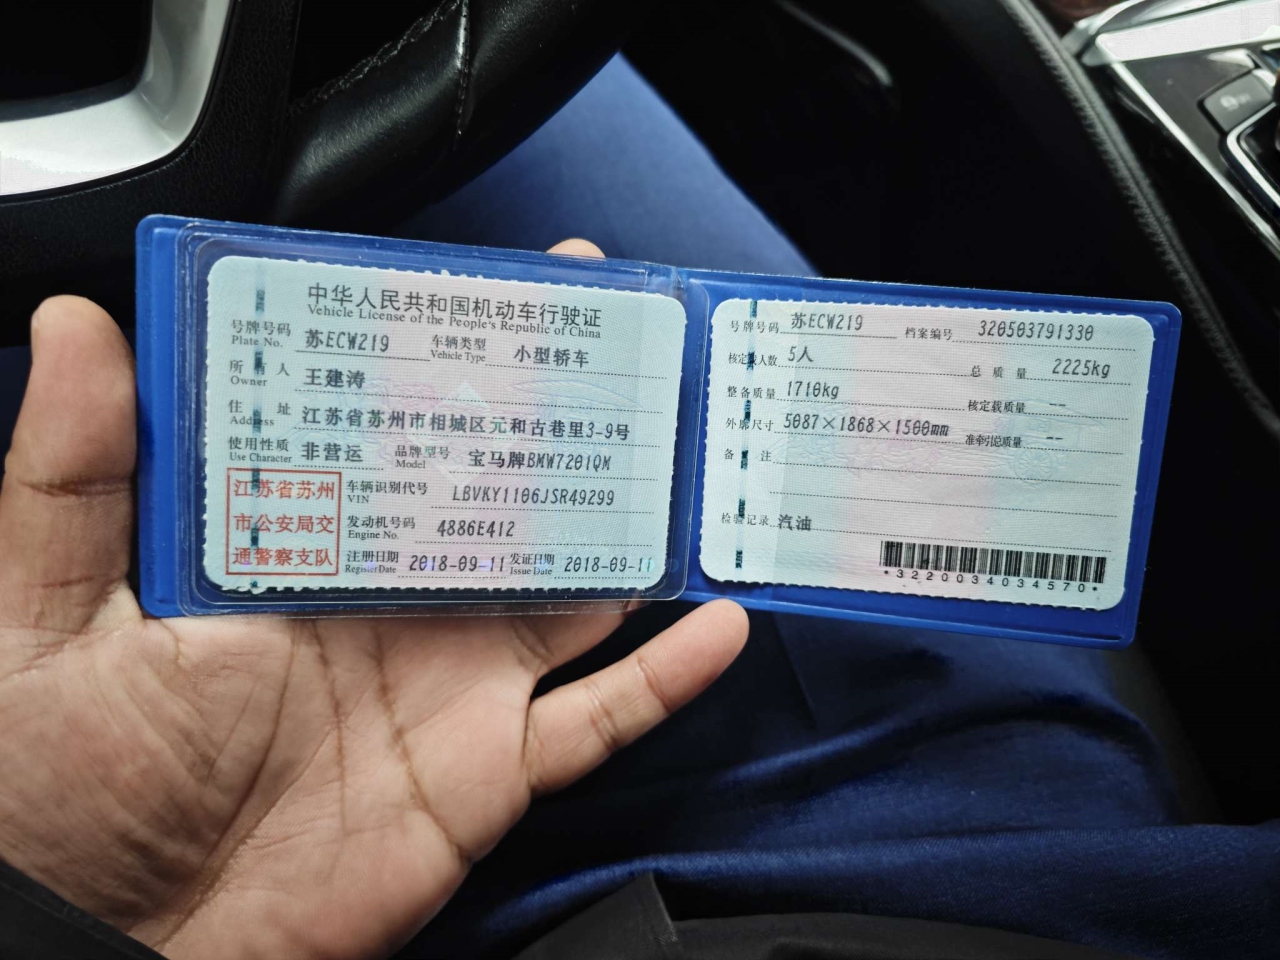 中华人民共和国机动车行驶证
Vehicle License of the People's Republic of China
号牌号码 苏ECW219 车辆类型 小型轿车
Plate No. Vehicle Type
所有人 王建涛
Owner
住址 江苏省苏州市相城区元和古巷里3-9号
Address
使用性质 非营运 品牌型号 宝马牌BMW7201QM
Use Character Model
江苏省苏州
市公安局交
通警察支队
车辆识别代号 LBVKY1106JSR49299
VIN
发动机号码 4886E412
Engine No.
注册日期 2018-09-11 发证日期 2018-09-11
Register Date Issue Date
号牌号码 苏ECW219 档案编号 320503791330
核定载人数 5人 总质量 2225kg
整备质量 1710kg 核定载质量 --
外廓尺寸 5087×1868×1500mm 准牵引总质量 --
备注
检验记录 汽油
*3220034034570*